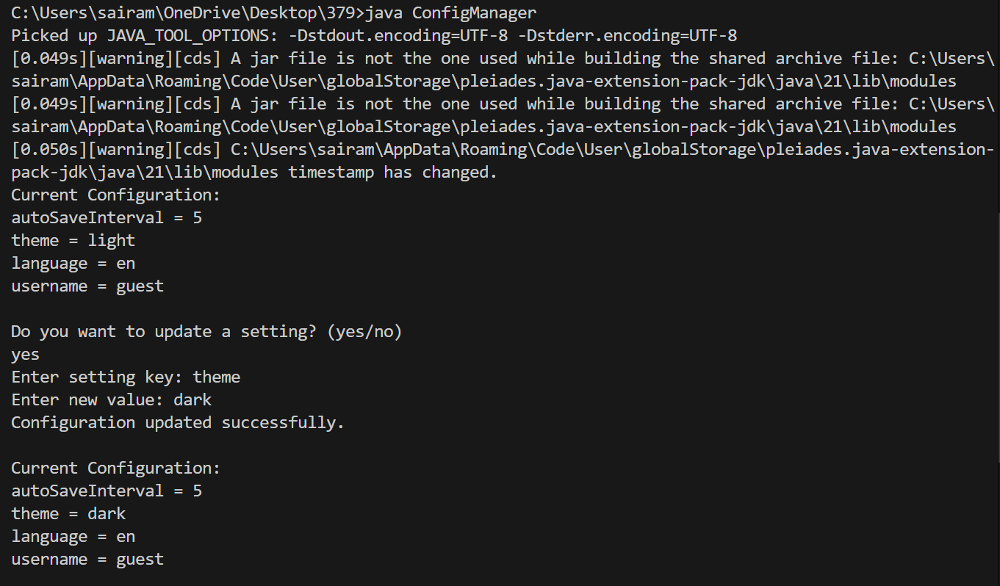 C:\Users\sairam\OneDrive\Desktop\379>java ConfigManager
Picked up JAVA_TOOL_OPTIONS: -Dstdout.encoding=UTF-8 -Dstderr.encoding=UTF-8
[0.049s][warning][cds] A jar file is not the one used while building the shared archive file: C:\Users\
sairam\AppData\Roaming\Code\User\globalStorage\pleiades.java-extension-pack-jdk\java\21\lib\modules
[0.049s][warning][cds] A jar file is not the one used while building the shared archive file: C:\Users\
sairam\AppData\Roaming\Code\User\globalStorage\pleiades.java-extension-pack-jdk\java\21\lib\modules
[0.050s][warning][cds] C:\Users\sairam\AppData\Roaming\Code\User\globalStorage\pleiades.java-extension-
pack-jdk\java\21\lib\modules timestamp has changed.
Current Configuration:
autoSaveInterval = 5
theme = light
language = en
username = guest

Do you want to update a setting? (yes/no)
yes
Enter setting key: theme
Enter new value: dark
Configuration updated successfully.

Current Configuration:
autoSaveInterval = 5
theme = dark
language = en
username = guest